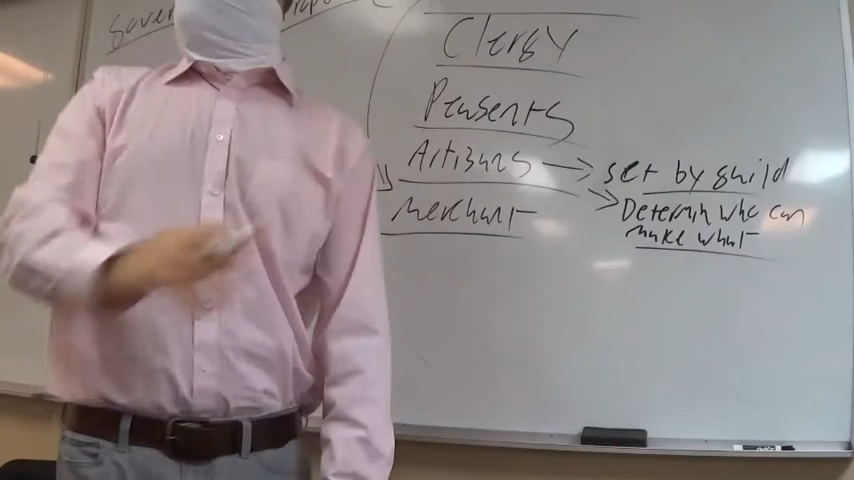 Clergy
Peasents
Artisans → set by guild
Determin who can
make what
Merchant